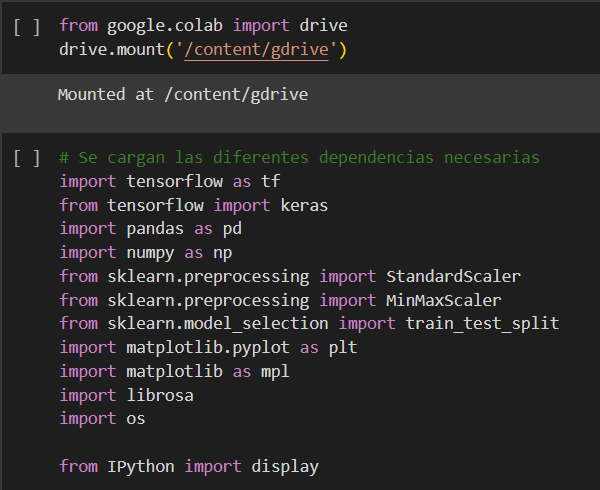 [ ] from google.colab import drive
drive.mount('/content/gdrive')
Mounted at /content/gdrive
[ ] # Se cargan las diferentes dependencias necesarias
import tensorflow as tf
from tensorflow import keras
import pandas as pd
import numpy as np
from sklearn.preprocessing import StandardScaler
from sklearn.preprocessing import MinMaxScaler
from sklearn.model_selection import train_test_split
import matplotlib.pyplot as plt
import matplotlib as mpl
import librosa
import os
from IPython import display